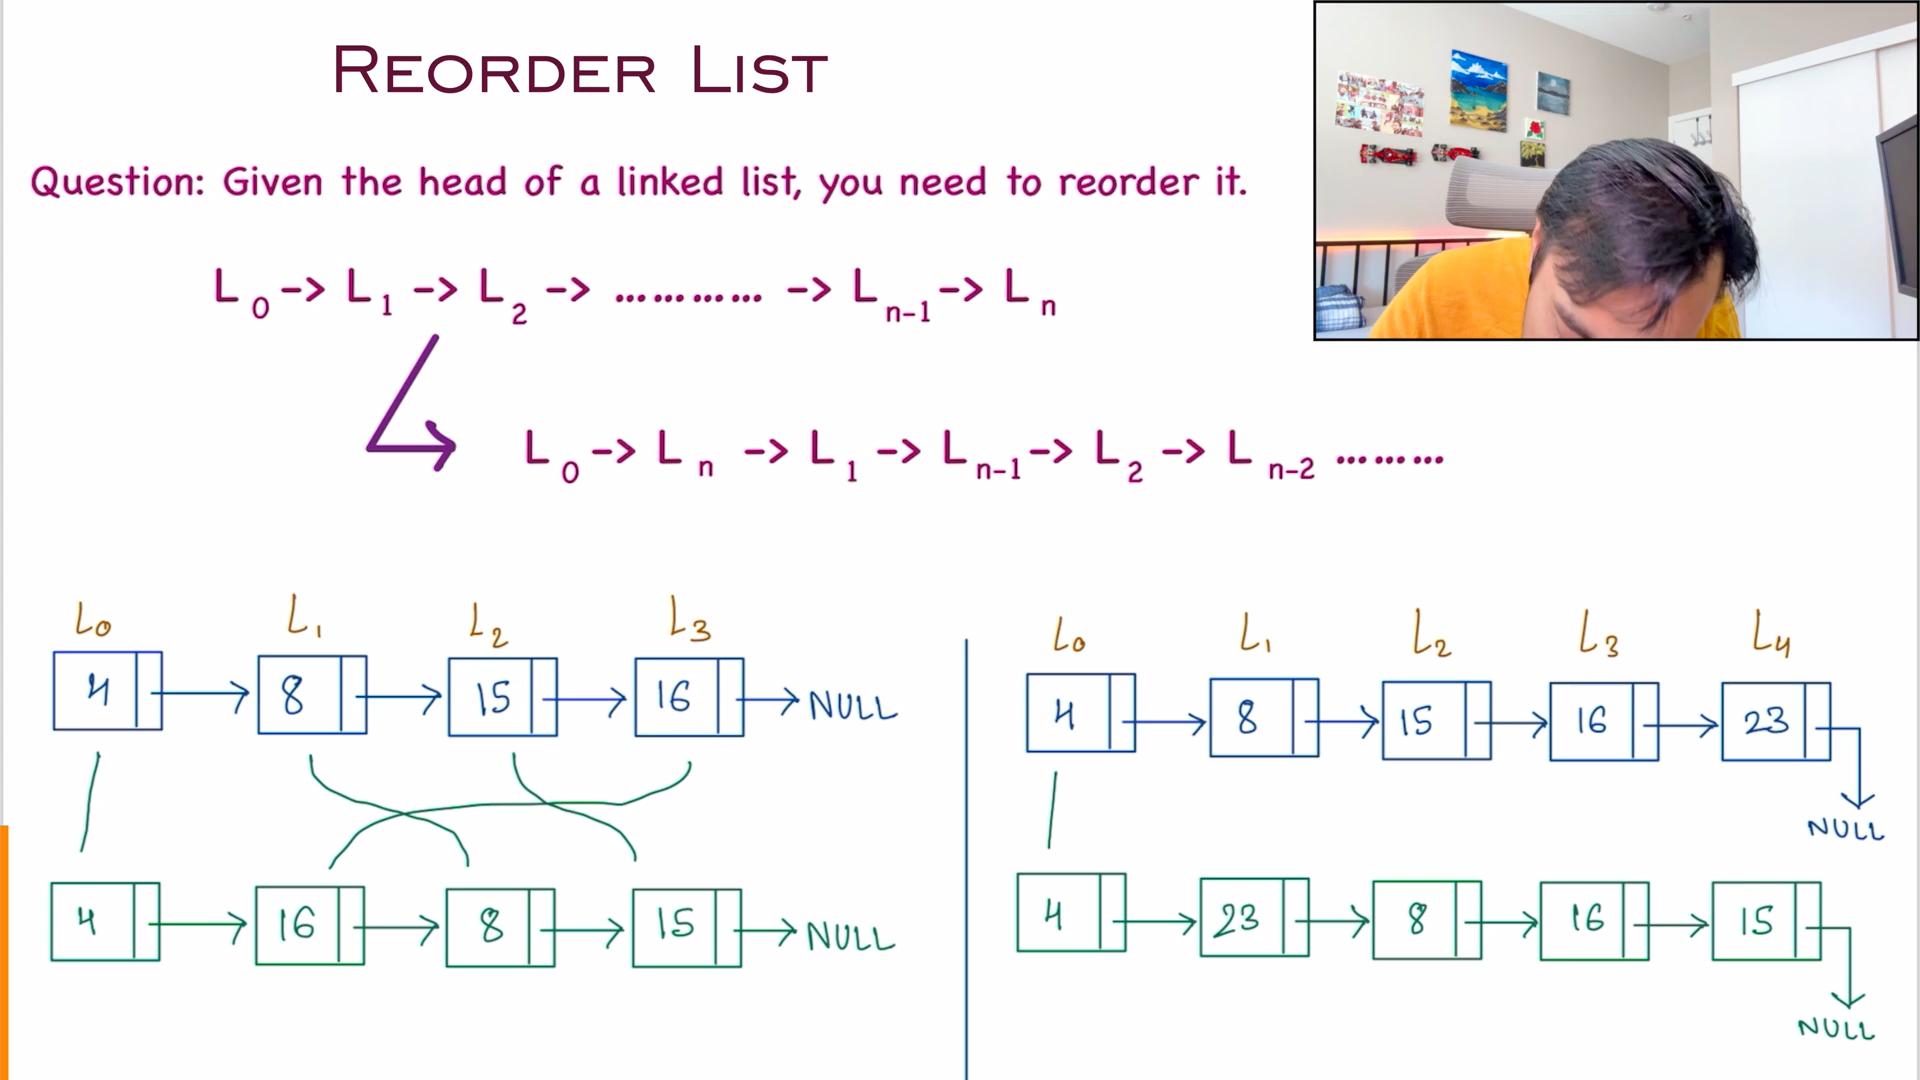 REORDER LIST
Question: Given the head of a linked list, you need to reorder it.
L0 -> L1 -> L2 -> ………… -> Ln-1 -> Ln
L0 -> Ln -> L1 -> Ln-1 -> L2 -> Ln-2 ………
L0 L1 L2 L3
4 8 15 16 NULL
4 16 8 15 NULL
L0 L1 L2 L3 L4
4 8 15 16 23
NULL
4 23 8 16 15
NULL